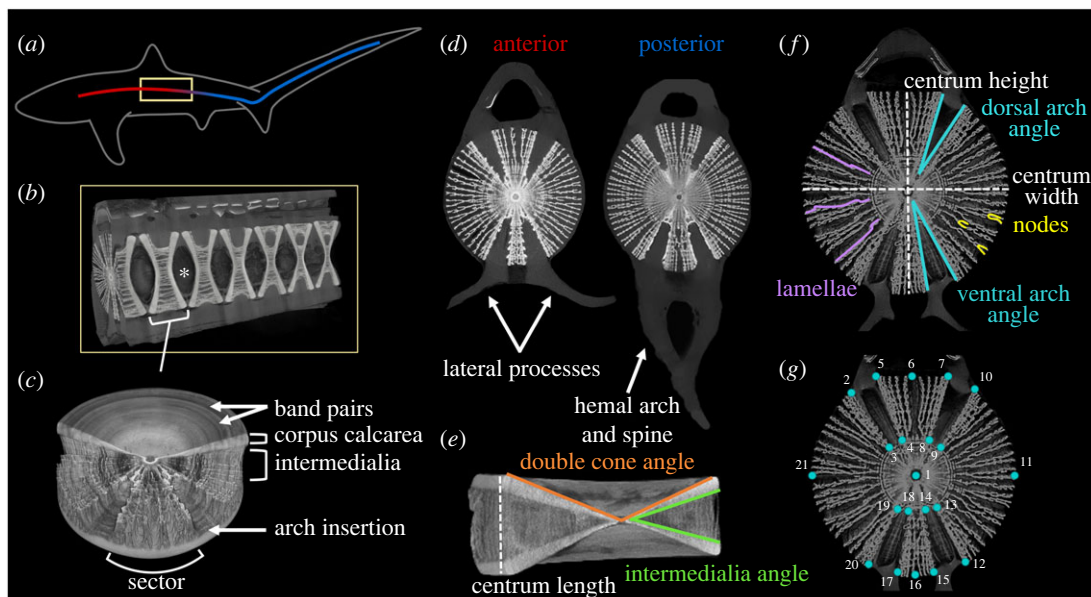 (a)
(b)
*
(c)
band pairs
corpus calcarea
intermedialia
arch insertion
sector
(d)
anterior
posterior
lateral processes
hemal arch
and spine
(e)
double cone angle
centrum length
intermedialia angle
(f)
centrum height
dorsal arch
angle
centrum
width
nodes
lamellae
ventral arch
angle
(g)
5
6
7
2
10
3
4
8
9
1
21
11
19
18
14
13
20
17
16
15
12